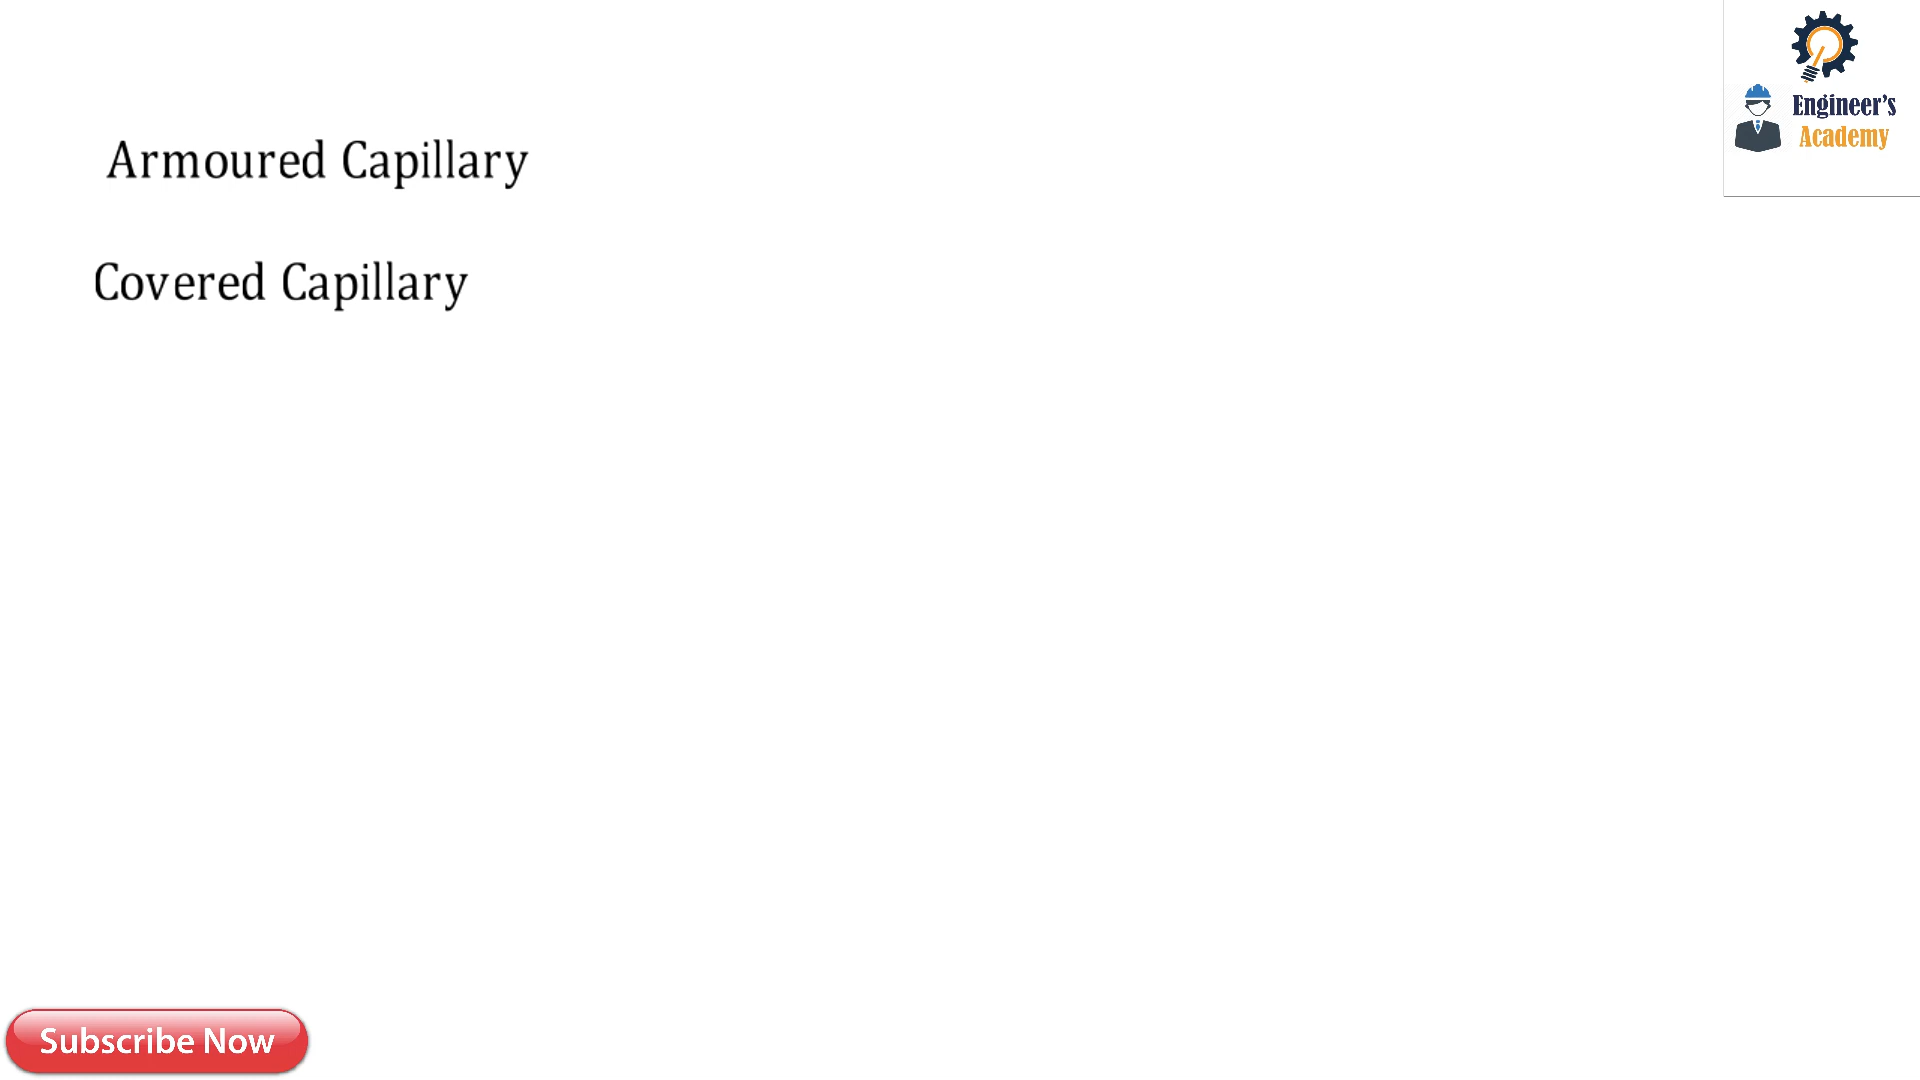 Engineer's
Academy
Armoured Capillary
Covered Capillary
Subscribe Now